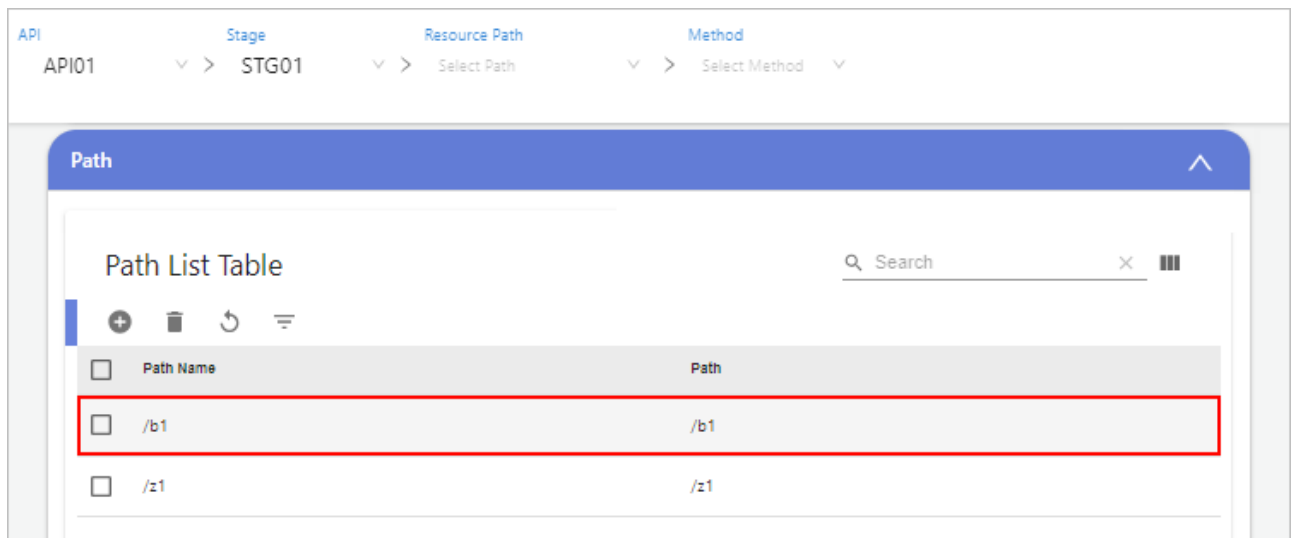 API Stage Resource Path Method
API01 > STG01 > Select Path > Select Method
Path
Path List Table
Search
Path Name Path
/b1 /b1
/z1 /z1